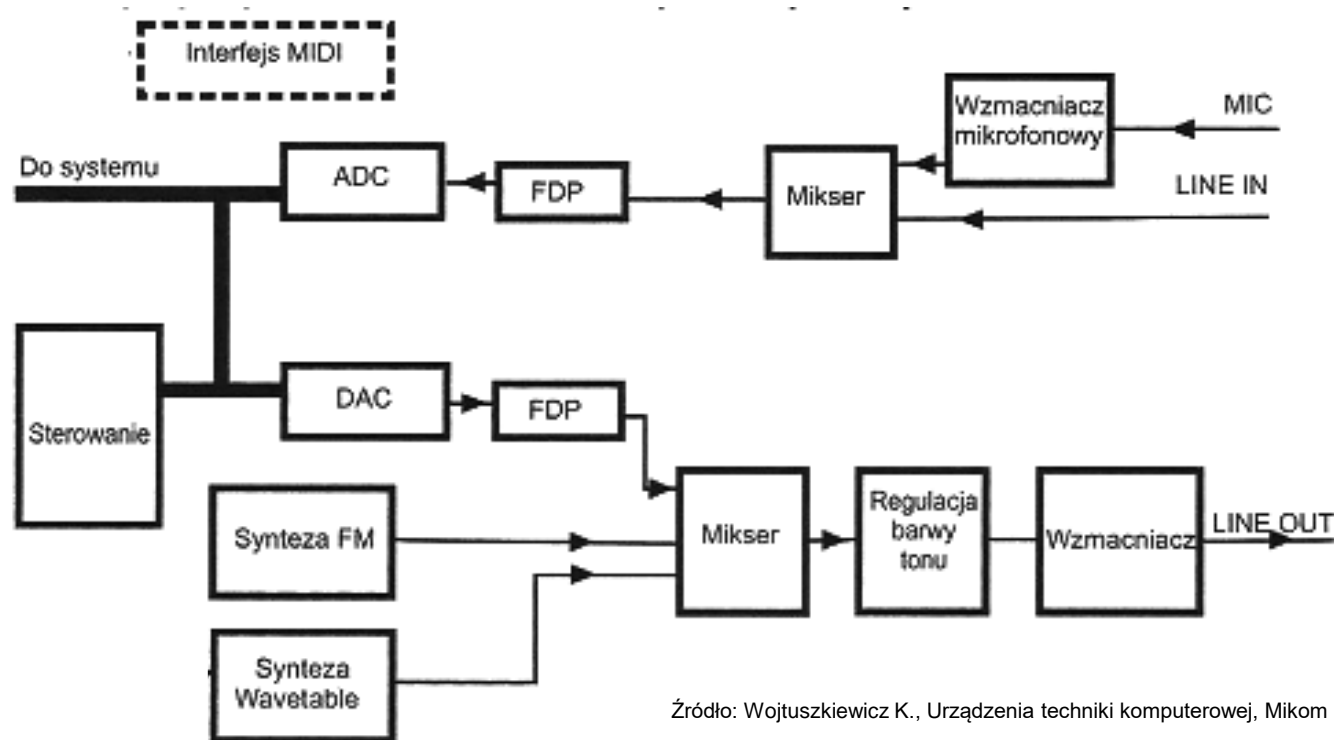 Interfejs MIDI
Wzmacniacz
mikrofonowy
MIC
Do systemu
ADC
FDP
Mikser
LINE IN
Sterowanie
DAC
FDP
Synteza FM
Mikser
Regulacja
barwy
tonu
Wzmacniacz
LINE OUT
Synteza
Wavetable
Źródło: Wojtuszkiewicz K., Urządzenia techniki komputerowej, Mikom